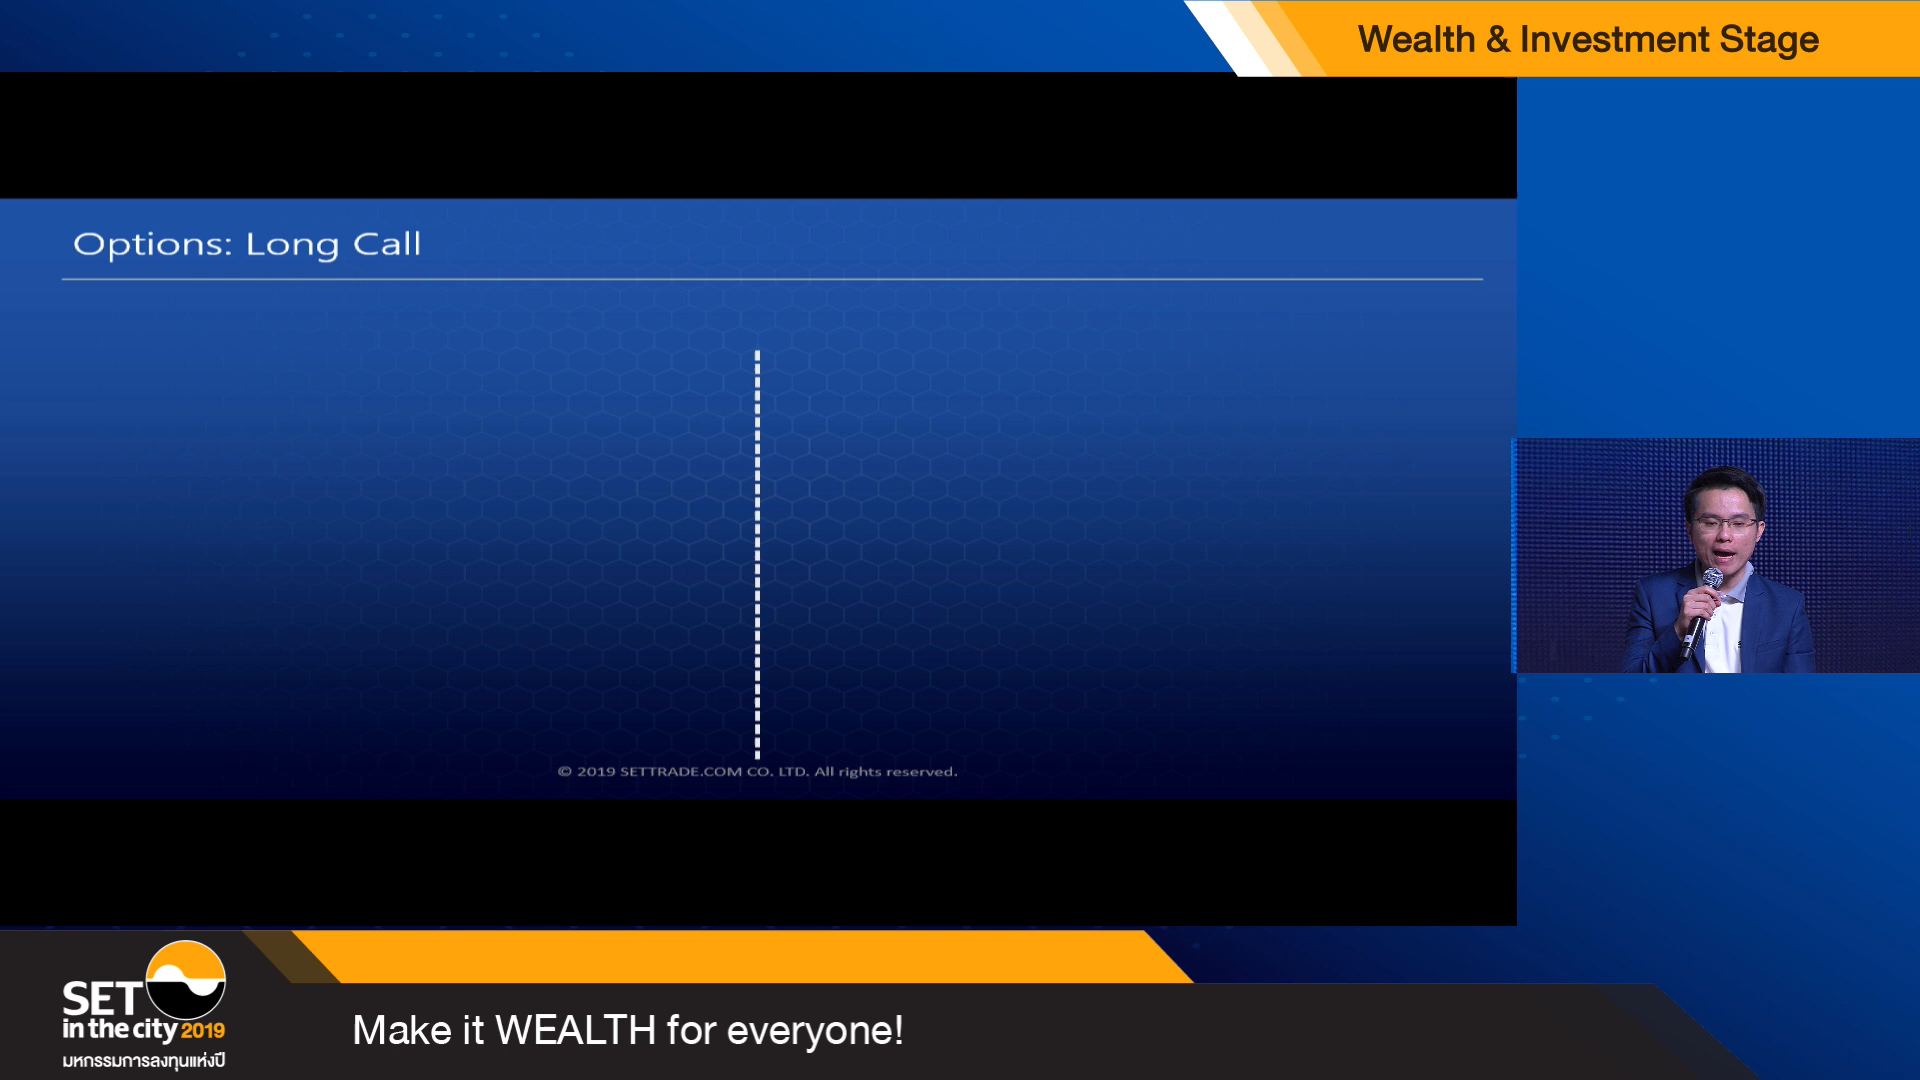 Wealth & Investment Stage
Options: Long Call
© 2019 SETTRADE.COM CO. LTD. All rights reserved.
SET
in the city 2019
มหกรรมการลงทุนแห่งปี
Make it WEALTH for everyone!